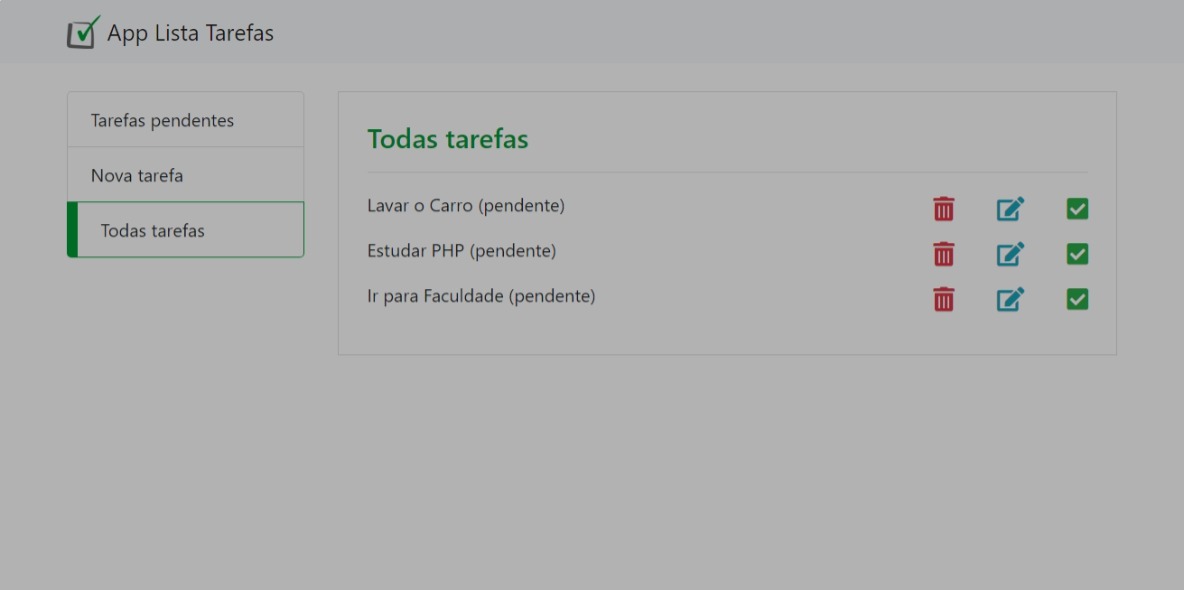 App Lista Tarefas
Tarefas pendentes
Nova tarefa
Todas tarefas
Todas tarefas
Lavar o Carro (pendente)
Estudar PHP (pendente)
Ir para Faculdade (pendente)